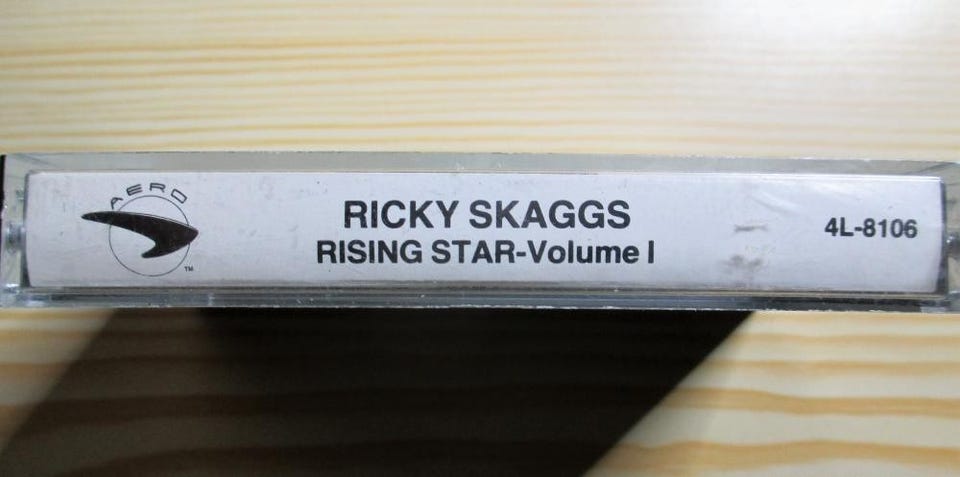 AERO
TM
RICKY SKAGGS
RISING STAR-Volume I
4L-8106